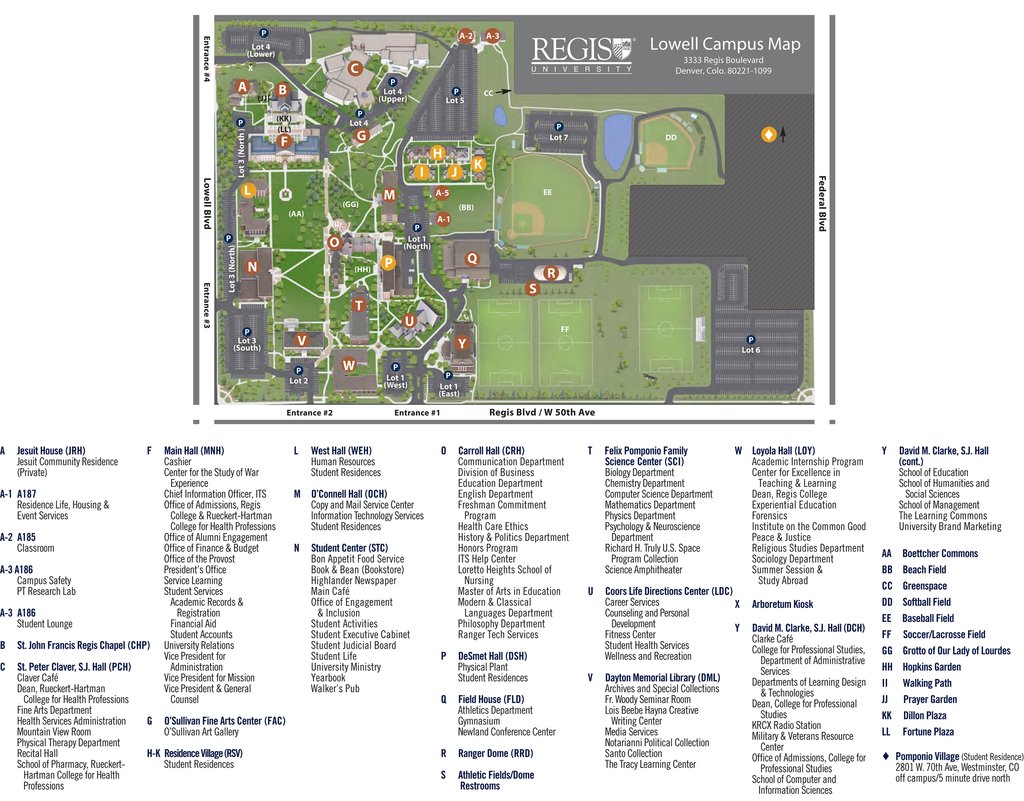 REGIS
UNIVERSITY
Lowell Campus Map
3333 Regis Boulevard
Denver, Colo. 80221-1099
Entrance #4
Lowell Blvd
Entrance #3
Federal Blvd
Entrance #2
Entrance #1
Regis Blvd / W 50th Ave
P
Lot 4
(Lower)
X
A
(JJ)
B
(KK)
(LL)
F
C
P
Lot 4
(Upper)
P
Lot 4
G
A-2
A-3
P
Lot 5
CC
P
Lot 7
DD
P
Lot 3 (North)
H
I
J
K
L
(AA)
(GG)
M
A-5
A-1
(BB)
EE
O
P
Lot 1
(North)
P
Lot 3 (North)
N
(HH)
P
Q
R
S
T
U
FF
P
Lot 3
(South)
V
W
Y
P
Lot 2
P
Lot 1
(West)
P
Lot 1
(East)
P
Lot 6
A Jesuit House (JRH)
Jesuit Community Residence
(Private)
A-1 A187
Residence Life, Housing &
Event Services
A-2 A185
Classroom
A-3 A186
Campus Safety
PT Research Lab
A-3 A186
Student Lounge
B St. John Francis Regis Chapel (CHP)
C St. Peter Claver, S.J. Hall (PCH)
Claver Café
Dean, Rueckert-Hartman
College for Health Professions
Fine Arts Department
Health Services Administration
Mountain View Room
Physical Therapy Department
Recital Hall
School of Pharmacy, Rueckert-
Hartman College for Health
Professions
F Main Hall (MNH)
Cashier
Center for the Study of War
Experience
Chief Information Officer, ITS
Office of Admissions, Regis
College & Rueckert-Hartman
College for Health Professions
Office of Alumni Engagement
Office of Finance & Budget
Office of the Provost
President's Office
Service Learning
Student Services
Academic Records &
Registration
Financial Aid
Student Accounts
University Relations
Vice President for
Administration
Vice President for Mission
Vice President & General
Counsel
G O'Sullivan Fine Arts Center (FAC)
O'Sullivan Art Gallery
H-K Residence Village (RSV)
Student Residences
L West Hall (WEH)
Human Resources
Student Residences
M O'Connell Hall (OCH)
Copy and Mail Service Center
Information Technology Services
Student Residences
N Student Center (STC)
Bon Appetit Food Service
Book & Bean (Bookstore)
Highlander Newspaper
Main Café
Office of Engagement
& Inclusion
Student Activities
Student Executive Cabinet
Student Judicial Board
Student Life
University Ministry
Yearbook
Walker's Pub
O Carroll Hall (CRH)
Communication Department
Division of Business
Education Department
English Department
Freshman Commitment
Program
Health Care Ethics
History & Politics Department
Honors Program
ITS Help Center
Loretto Heights School of
Nursing
Master of Arts in Education
Modern & Classical
Languages Department
Philosophy Department
Ranger Tech Services
P DeSmet Hall (DSH)
Physical Plant
Student Residences
Q Field House (FLD)
Athletics Department
Gymnasium
Newland Conference Center
R Ranger Dome (RRD)
S Athletic Fields/Dome
Restrooms
T Felix Pomponio Family
Science Center (SCI)
Biology Department
Chemistry Department
Computer Science Department
Mathematics Department
Physics Department
Psychology & Neuroscience
Department
Richard H. Truly U.S. Space
Program Collection
Science Amphitheater
U Coors Life Directions Center (LDC)
Career Services
Counseling and Personal
Development
Fitness Center
Student Health Services
Wellness and Recreation
V Dayton Memorial Library (DML)
Archives and Special Collections
Fr. Woody Seminar Room
Lois Beebe Hayna Creative
Writing Center
Media Services
Notarianni Political Collection
Santo Collection
The Tracy Learning Center
W Loyola Hall (LOY)
Academic Internship Program
Center for Excellence in
Teaching & Learning
Dean, Regis College
Experiential Education
Forensics
Institute on the Common Good
Peace & Justice
Religious Studies Department
Sociology Department
Summer Session &
Study Abroad
X Arboretum Kiosk
Y David M. Clarke, S.J. Hall (DCH)
Clarke Café
College for Professional Studies,
Department of Administrative
Services
Departments of Learning Design
& Technologies
Dean, College for Professional
Studies
KRCX Radio Station
Military & Veterans Resource
Center
Office of Admissions, College for
Professional Studies
School of Computer and
Information Sciences
Y David M. Clarke, S.J. Hall
(cont.)
School of Education
School of Humanities and
Social Sciences
School of Management
The Learning Commons
University Brand Marketing
AA Boettcher Commons
BB Beach Field
CC Greenspace
DD Softball Field
EE Baseball Field
FF Soccer/Lacrosse Field
GG Grotto of Our Lady of Lourdes
HH Hopkins Garden
II Walking Path
JJ Prayer Garden
KK Dillon Plaza
LL Fortune Plaza
♦ Pomponio Village (Student Residence)
2801 W. 70th Ave, Westminster, CO
off campus/5 minute drive north